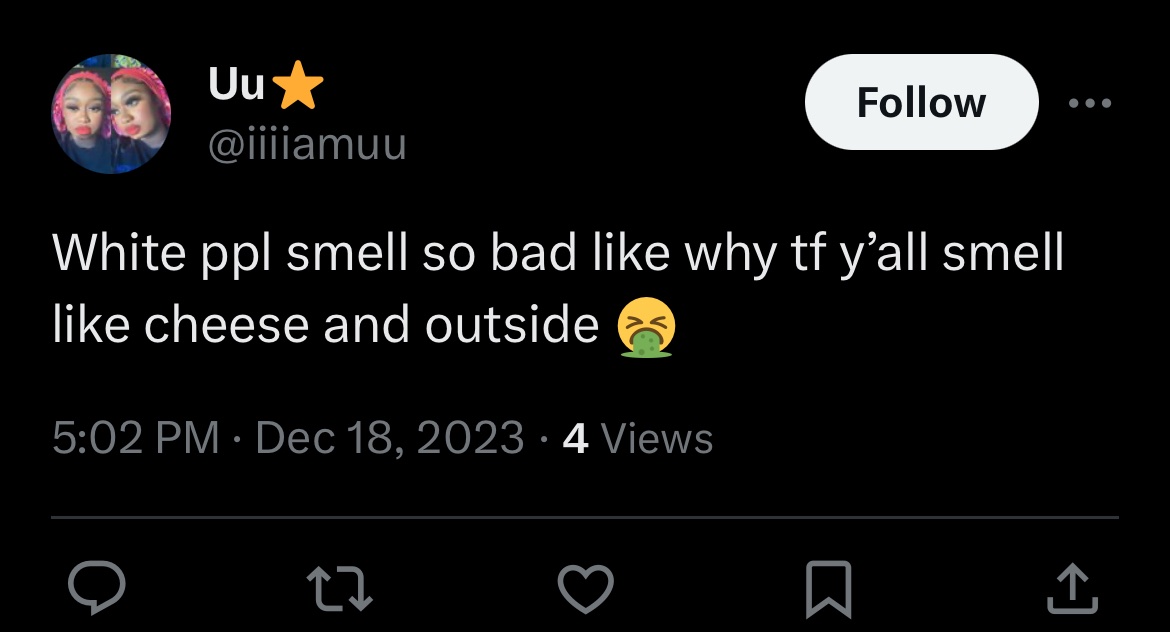 Uu⭐
@iiiiamuu
Follow
White ppl smell so bad like why tf y’all smell
like cheese and outside 🤮
5:02 PM · Dec 18, 2023 · 4 Views